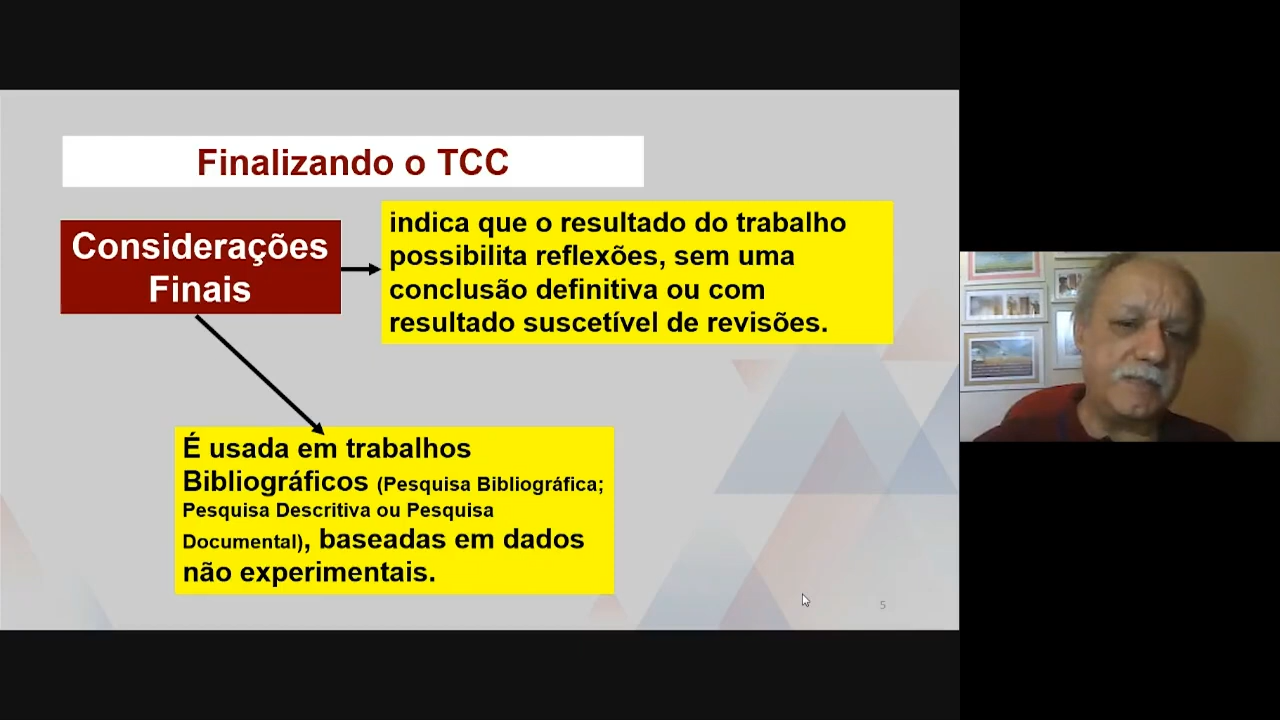 Finalizando o TCC
Considerações
Finais
indica que o resultado do trabalho
possibilita reflexões, sem uma
conclusão definitiva ou com
resultado suscetível de revisões.
É usada em trabalhos
Bibliográficos (Pesquisa Bibliográfica;
Pesquisa Descritiva ou Pesquisa
Documental), baseadas em dados
não experimentais.
5